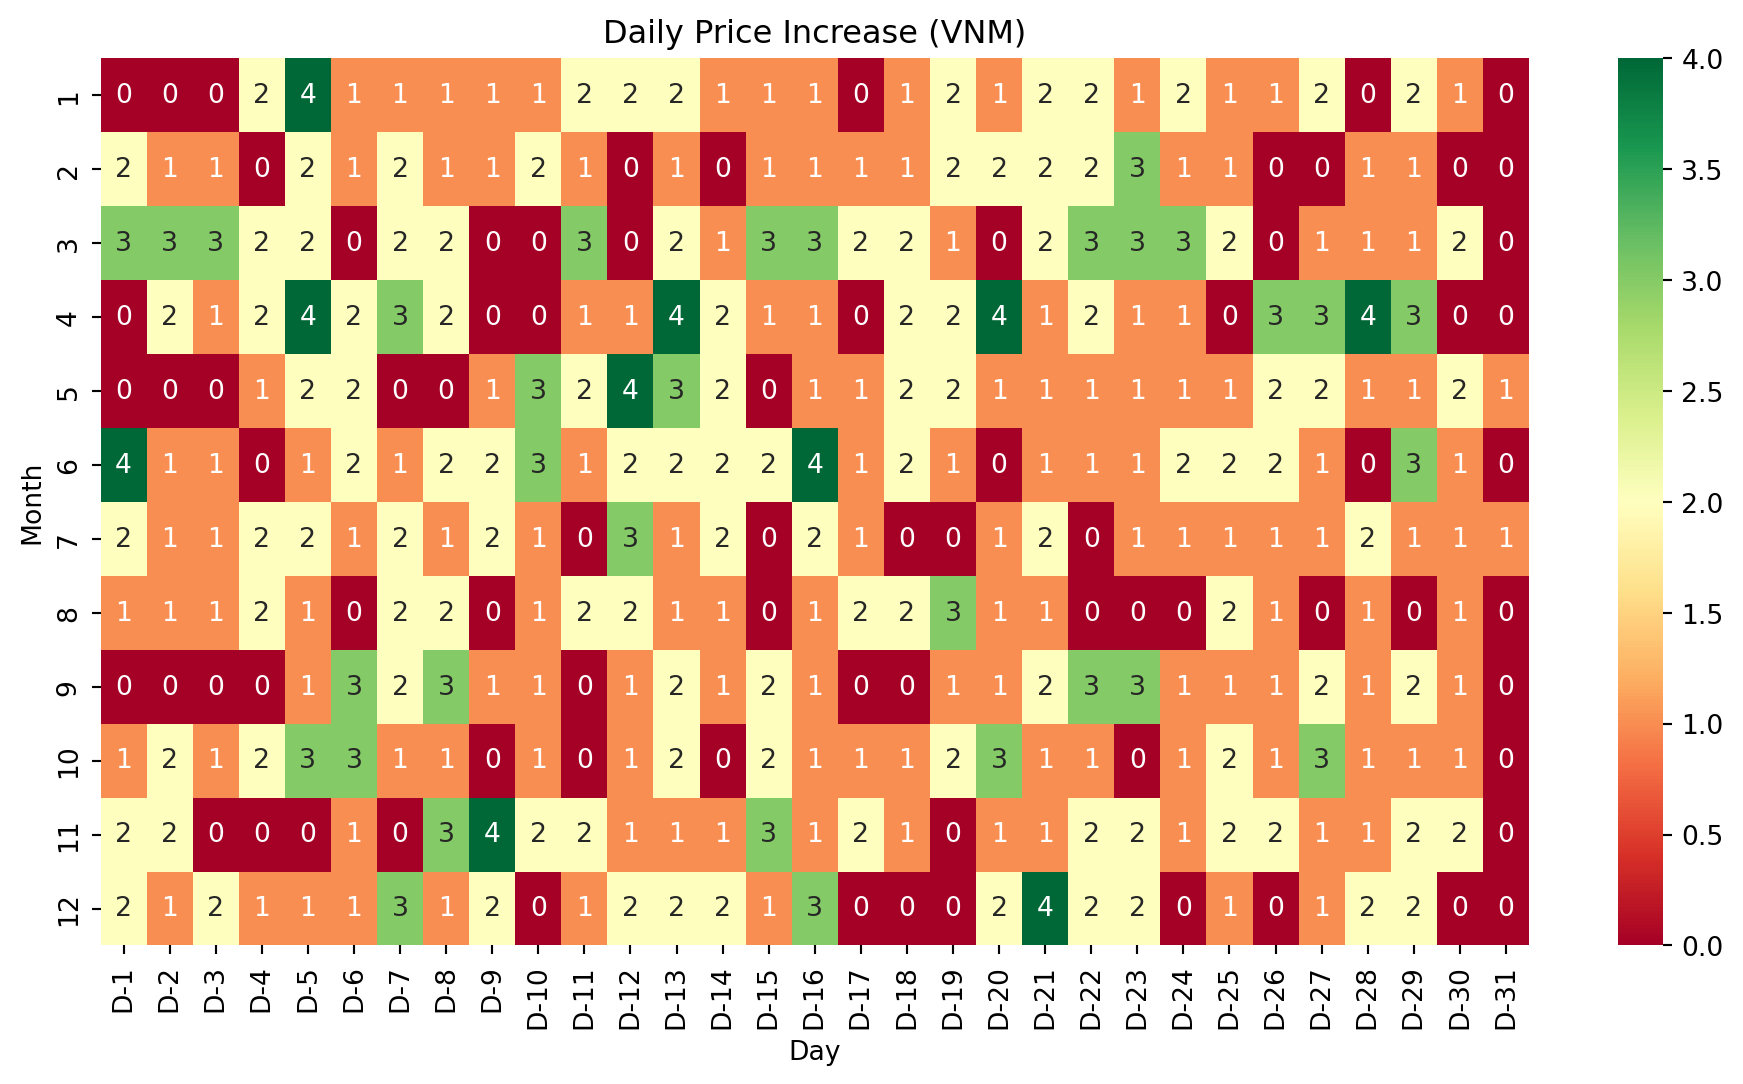 Daily Price Increase (VNM)
1 0 0 0 2 4 1 1 1 1 1 2 2 2 1 1 1 0 1 2 1 2 2 1 2 1 1 2 0 2 1 0
2 2 1 1 0 2 1 2 1 1 2 1 0 1 0 1 1 1 1 2 2 2 2 3 1 1 0 0 1 1 0 0
3 3 3 3 2 2 0 2 2 0 0 3 0 2 1 3 3 2 2 1 0 2 3 3 3 2 0 1 1 1 2 0
4 0 2 1 2 4 2 3 2 0 0 1 1 4 2 1 1 0 2 2 4 1 2 1 1 0 3 3 4 3 0 0
5 0 0 0 1 2 2 0 0 1 3 2 4 3 2 0 1 1 2 2 1 1 1 1 1 1 2 2 1 1 2 1
6 4 1 1 0 1 2 1 2 2 3 1 2 2 2 2 4 1 2 1 0 1 1 1 2 2 2 1 0 3 1 0
7 2 1 1 2 2 1 2 1 2 1 0 3 1 2 0 2 1 0 0 1 2 0 1 1 1 1 1 2 1 1 1
8 1 1 1 2 1 0 2 2 0 1 2 2 1 1 0 1 2 2 3 1 1 0 0 0 2 1 0 1 0 1 0
9 0 0 0 0 1 3 2 3 1 1 0 1 2 1 2 1 0 0 1 1 2 3 3 1 1 1 2 1 2 1 0
10 1 2 1 2 3 3 1 1 0 1 0 1 2 0 2 1 1 1 2 3 1 1 0 1 2 1 3 1 1 1 0
11 2 2 0 0 0 1 0 3 4 2 2 1 1 1 3 1 2 1 0 1 1 2 2 1 2 2 1 1 2 2 0
12 2 1 2 1 1 1 3 1 2 0 1 2 2 2 1 3 0 0 0 2 4 2 2 0 1 0 1 2 2 0 0
Month
D-1 D-2 D-3 D-4 D-5 D-6 D-7 D-8 D-9 D-10 D-11 D-12 D-13 D-14 D-15 D-16 D-17 D-18 D-19 D-20 D-21 D-22 D-23 D-24 D-25 D-26 D-27 D-28 D-29 D-30 D-31
Day
4.0
3.5
3.0
2.5
2.0
1.5
1.0
0.5
0.0